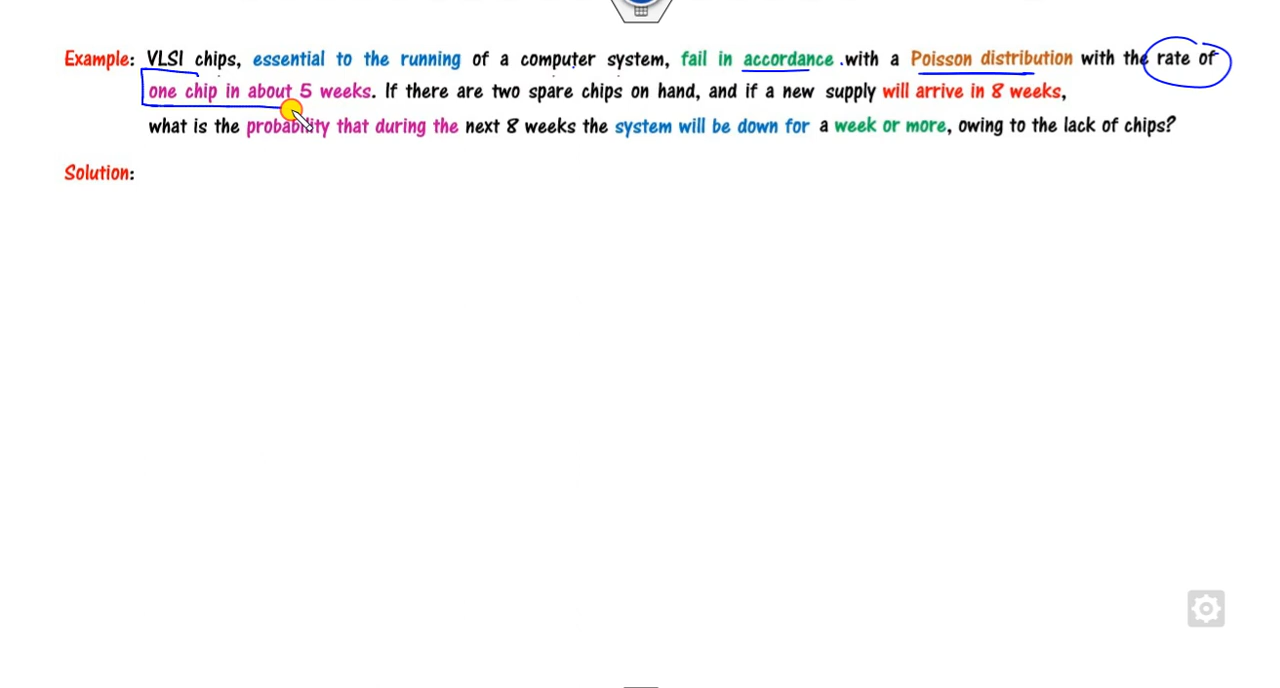 Example: VLSI chips, essential to the running of a computer system, fail in accordance .with a Poisson distribution with the rate of
one chip in about 5 weeks. If there are two spare chips on hand, and if a new supply will arrive in 8 weeks,
what is the probability that during the next 8 weeks the system will be down for a week or more, owing to the lack of chips?
Solution: